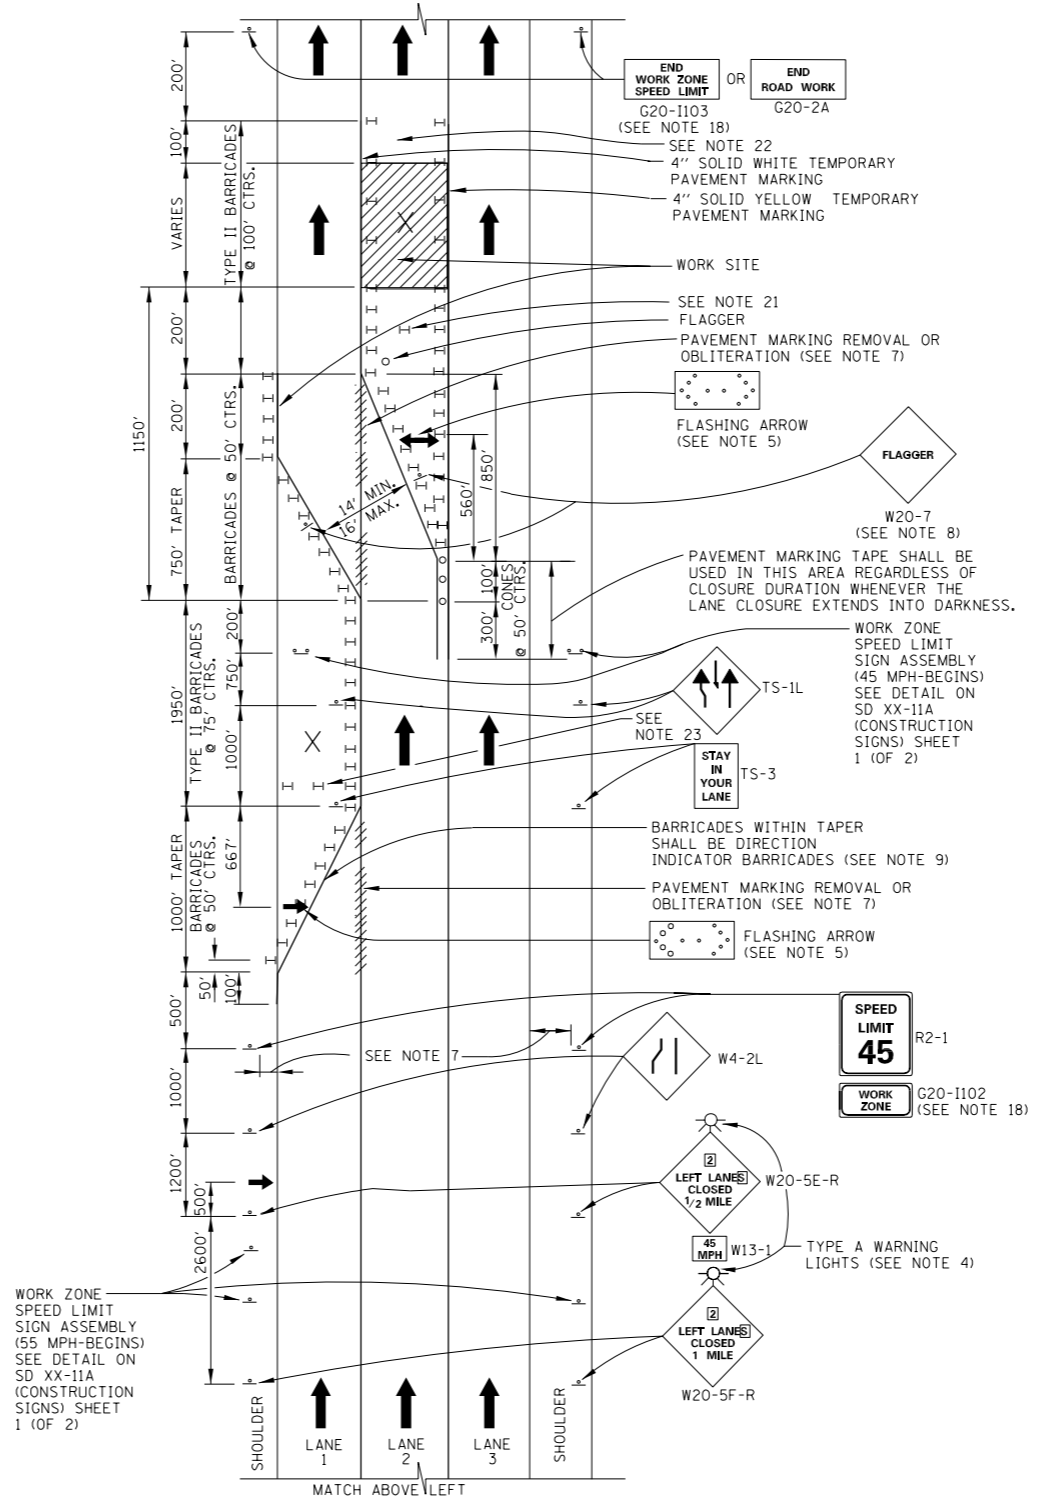 200'
END
WORK ZONE
SPEED LIMIT
OR
END
ROAD WORK
G20-I103
(SEE NOTE 18)
G20-2A
100'
SEE NOTE 22
4" SOLID WHITE TEMPORARY
PAVEMENT MARKING
4" SOLID YELLOW TEMPORARY
PAVEMENT MARKING
VARIES
TYPE II BARRICADES
@ 100' CTRS.
X
WORK SITE
SEE NOTE 21
FLAGGER
PAVEMENT MARKING REMOVAL OR
OBLITERATION (SEE NOTE 7)
200'
200'
1150'
750' TAPER
BARRICADES @ 50' CTRS.
FLASHING ARROW
(SEE NOTE 5)
FLAGGER
W20-7
(SEE NOTE 8)
14' MIN.
16' MAX.
560'
850'
100'
300'
CONES
@ 50' CTRS.
PAVEMENT MARKING TAPE SHALL BE
USED IN THIS AREA REGARDLESS OF
CLOSURE DURATION WHENEVER THE
LANE CLOSURE EXTENDS INTO DARKNESS.
WORK ZONE
SPEED LIMIT
SIGN ASSEMBLY
(45 MPH-BEGINS)
SEE DETAIL ON
SD XX-11A
(CONSTRUCTION
SIGNS) SHEET
1 (OF 2)
200'
750'
1000'
1950'
TYPE II BARRICADES
@ 75' CTRS.
TS-1L
X
SEE
NOTE 23
STAY
IN
YOUR
LANE
TS-3
BARRICADES WITHIN TAPER
SHALL BE DIRECTION
INDICATOR BARRICADES (SEE NOTE 9)
PAVEMENT MARKING REMOVAL OR
OBLITERATION (SEE NOTE 7)
1000' TAPER
BARRICADES
@ 50' CTRS.
667'
50'
100'
FLASHING ARROW
(SEE NOTE 5)
500'
SPEED
LIMIT
45
R2-1
WORK
ZONE
G20-I102
(SEE NOTE 18)
SEE NOTE 7
W4-2L
1000'
1200'
500'
2600'
2
LEFT LANES
CLOSED
1/2 MILE
W20-5E-R
45
MPH
W13-1
TYPE A WARNING
LIGHTS (SEE NOTE 4)
2
LEFT LANES
CLOSED
1 MILE
W20-5F-R
WORK ZONE
SPEED LIMIT
SIGN ASSEMBLY
(55 MPH-BEGINS)
SEE DETAIL ON
SD XX-11A
(CONSTRUCTION
SIGNS) SHEET
1 (OF 2)
SHOULDER
LANE
1
LANE
2
LANE
3
SHOULDER
MATCH ABOVE LEFT